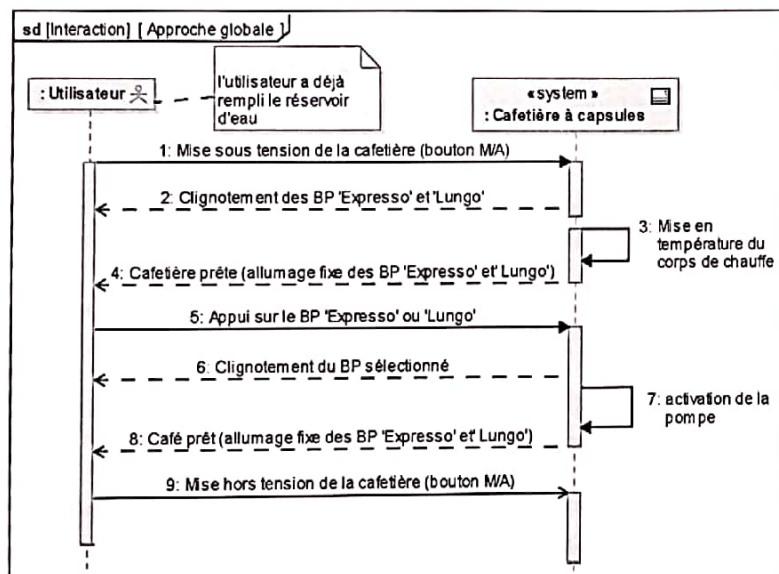 sd [Interaction] [ Approche globale ]
: Utilisateur
l'utilisateur a déjà
rempli le réservoir
d'eau
«system»
: Cafetière à capsules
1: Mise sous tension de la cafetière (bouton M/A)
2: Clignotement des BP 'Expresso' et 'Lungo'
3: Mise en
température du
corps de chauffe
4: Cafetière prête (allumage fixe des BP 'Expresso' et' Lungo')
5: Appui sur le BP 'Expresso' ou 'Lungo'
6: Clignotement du BP sélectionné
7: activation de la
pompe
8: Café prêt (allumage fixe des BP 'Expresso' et' Lungo')
9: Mise hors tension de la cafetière (bouton M/A)